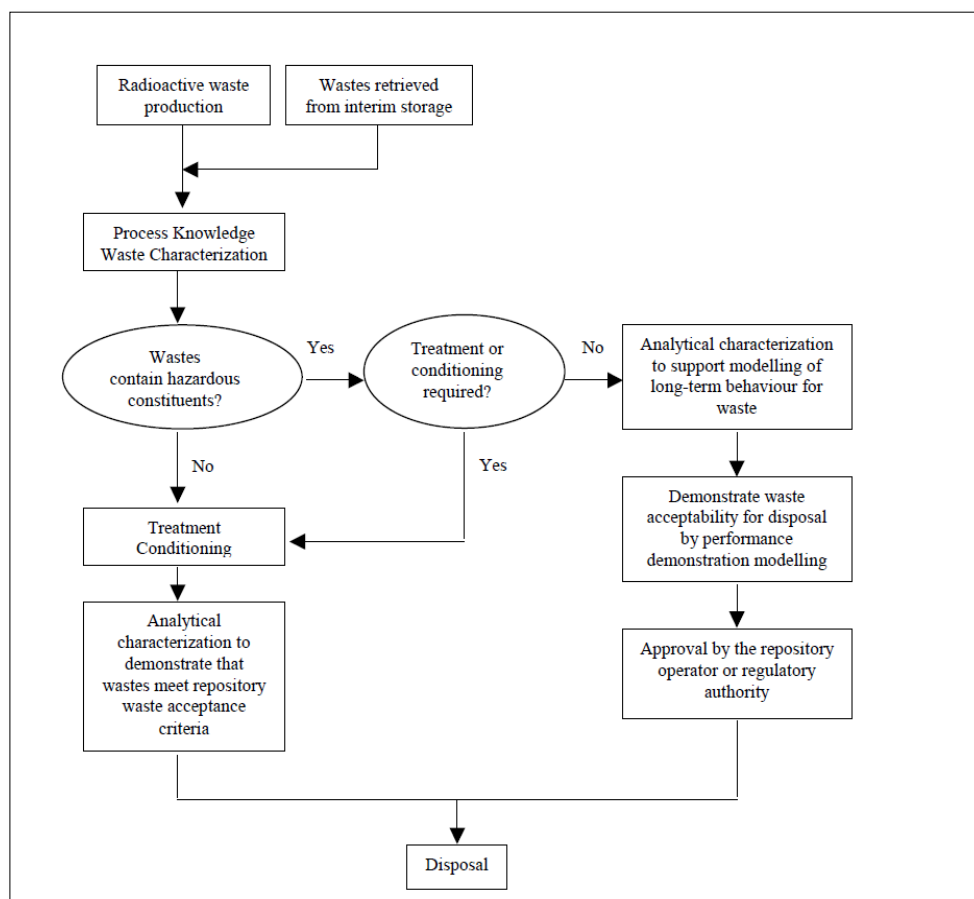 Radioactive waste
production
Wastes retrieved
from interim storage
Process Knowledge
Waste Characterization
Wastes
contain hazardous
constituents?
Yes
Treatment or
conditioning
required?
No
Analytical characterization
to support modelling of
long-term behaviour for
waste
No
Yes
Treatment
Conditioning
Demonstrate waste
acceptability for disposal
by performance
demonstration modelling
Analytical
characterization to
demonstrate that
wastes meet repository
waste acceptance
criteria
Approval by the repository
operator or regulatory
authority
Disposal